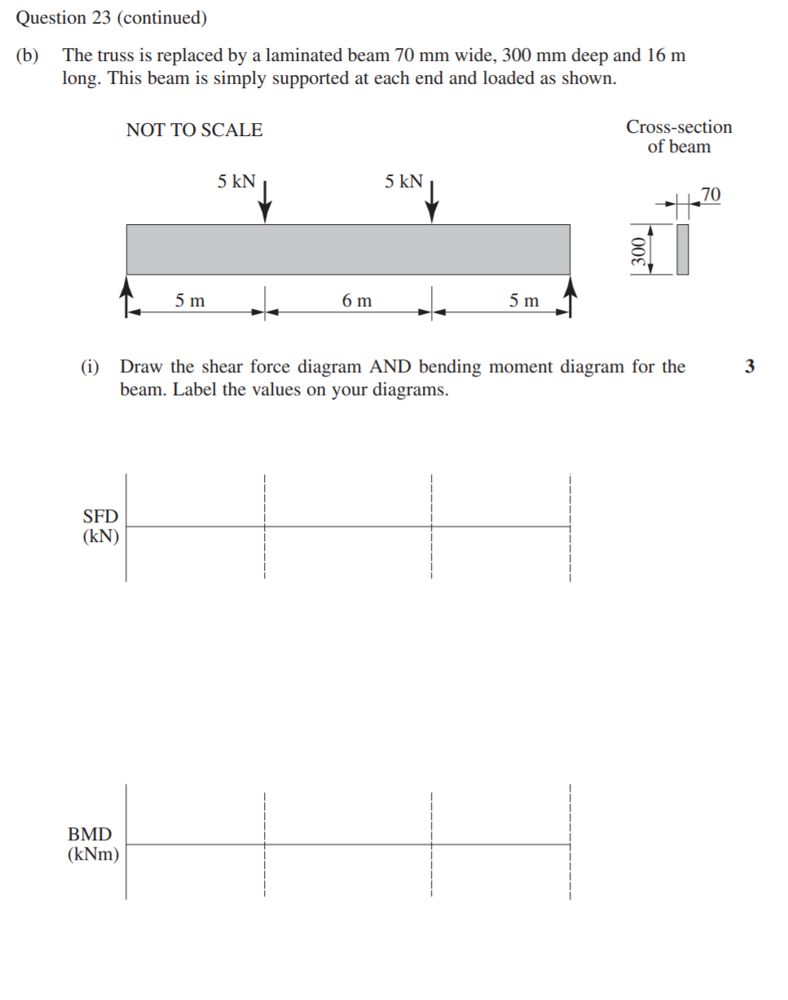 Question 23 (continued)
(b) The truss is replaced by a laminated beam 70 mm wide, 300 mm deep and 16 m
long. This beam is simply supported at each end and loaded as shown.
NOT TO SCALE
Cross-section
of beam
5 kN
5 kN
70
300
5 m
6 m
5 m
(i) Draw the shear force diagram AND bending moment diagram for the 3
beam. Label the values on your diagrams.
SFD
(kN)
BMD
(kNm)